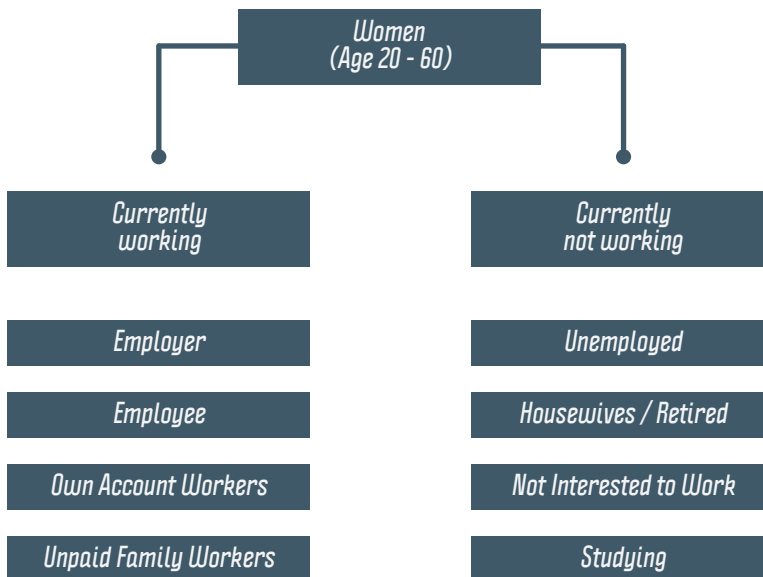 Women
(Age 20 - 60)
Currently
working
Currently
not working
Employer
Unemployed
Employee
Housewives / Retired
Own Account Workers
Not Interested to Work
Unpaid Family Workers
Studying